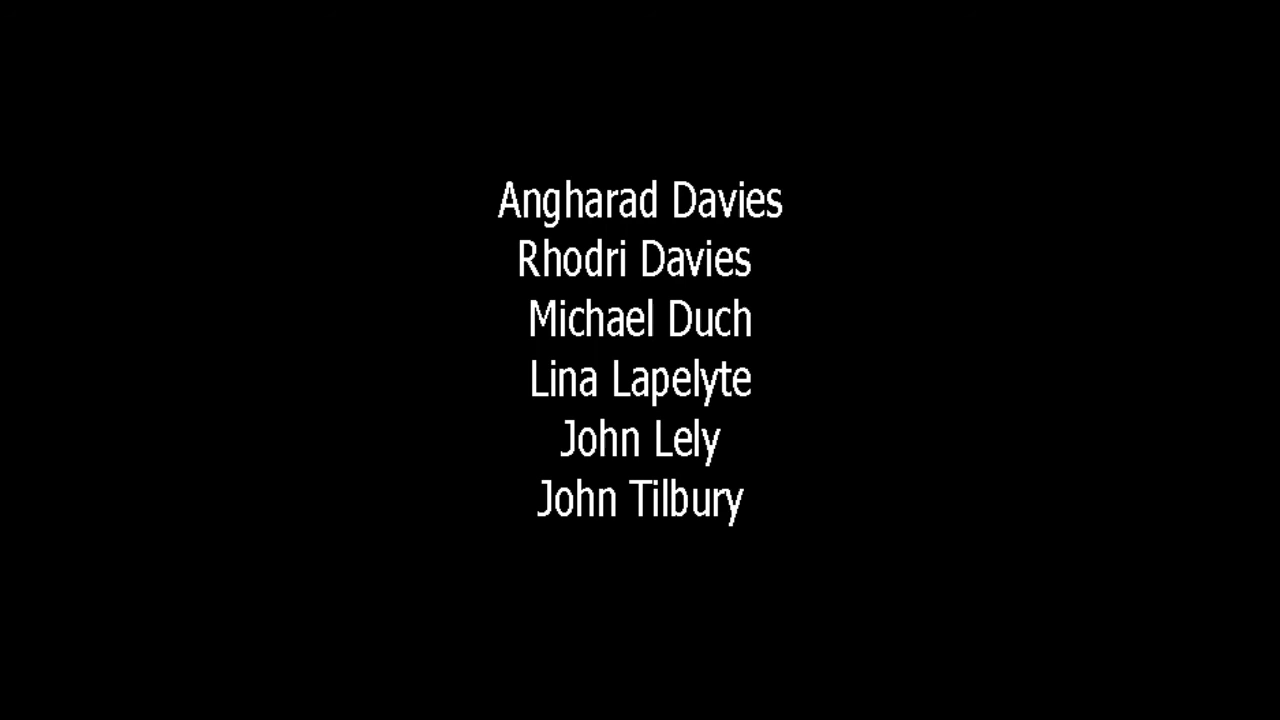 Angharad Davies
Rhodri Davies
Michael Duch
Lina Lapelyte
John Lely
John Tilbury